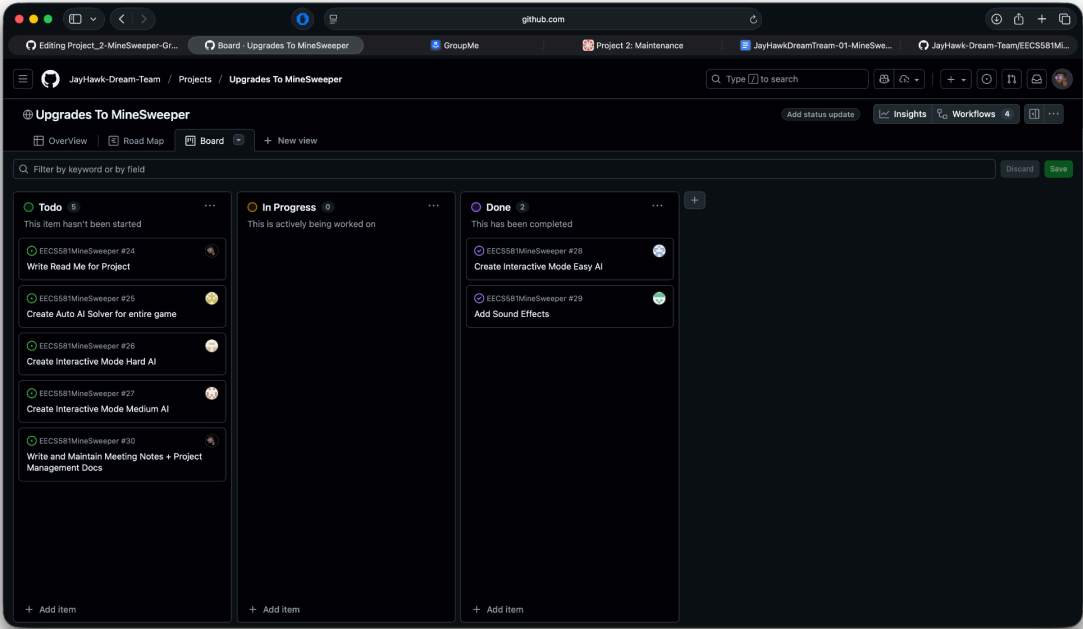 github.com
Editing Project_2-MineSweeper-Gr...
Board · Upgrades To MineSweeper
GroupMe
Project 2: Maintenance
JayHawkDreamTream-01-MineSwe...
JayHawk-Dream-Team/EECS581Mi...
JayHawk-Dream-Team / Projects / Upgrades To MineSweeper
Type / to search
Upgrades To MineSweeper
Add status update
Insights
Workflows 4
OverView
Road Map
Board
+ New view
Filter by keyword or by field
Discard
Save
Todo 5
This item hasn't been started
EECS581MineSweeper #24
Write Read Me for Project
EECS581MineSweeper #25
Create Auto AI Solver for entire game
EECS581MineSweeper #26
Create Interactive Mode Hard AI
EECS581MineSweeper #27
Create Interactive Mode Medium AI
EECS581MineSweeper #30
Write and Maintain Meeting Notes + Project
Management Docs
+ Add item
In Progress 0
This is actively being worked on
+ Add item
Done 2
This has been completed
EECS581MineSweeper #28
Create Interactive Mode Easy AI
EECS581MineSweeper #29
Add Sound Effects
+ Add item